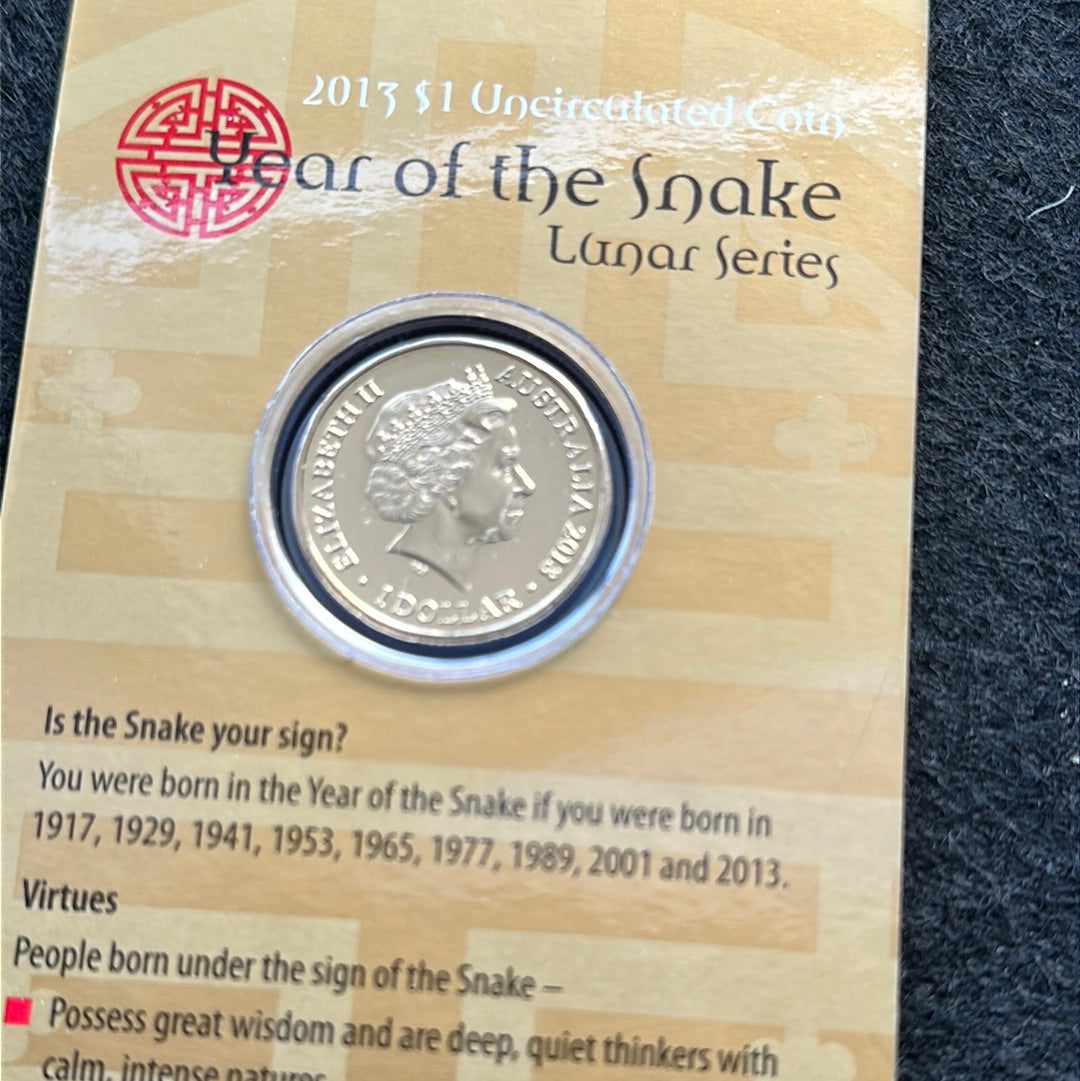 2013 $1 Uncirculated Coin
Year of the Snake
Lunar Series
ELIZABETH II
AUSTRALIA 2013
1 DOLLAR
Is the Snake your sign?
You were born in the Year of the Snake if you were born in
1917, 1929, 1941, 1953, 1965, 1977, 1989, 2001 and 2013.
Virtues
People born under the sign of the Snake –
Possess great wisdom and are deep, quiet thinkers with
calm, intense natures